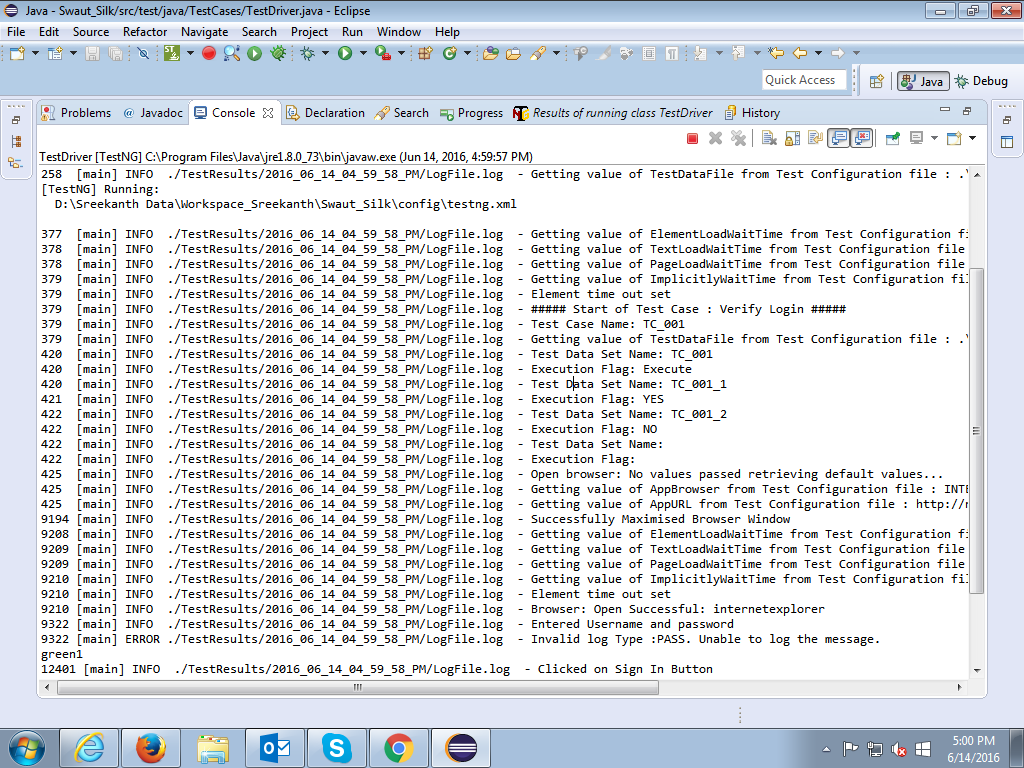 Java - Swaut_Silk/src/test/java/TestCases/TestDriver.java - Eclipse
File Edit Source Refactor Navigate Search Project Run Window Help
Quick Access Java Debug
Problems @ Javadoc Console Declaration Search Progress Results of running class TestDriver History
TestDriver [TestNG] C:\Program Files\Java\jre1.8.0_73\bin\javaw.exe (Jun 14, 2016, 4:59:57 PM)
258 [main] INFO ./TestResults/2016_06_14_04_59_58_PM/LogFile.log - Getting value of TestDataFile from Test Configuration file : .\
[TestNG] Running:
D:\Sreekanth Data\Workspace_Sreekanth\Swaut_Silk\config\testng.xml
377 [main] INFO ./TestResults/2016_06_14_04_59_58_PM/LogFile.log - Getting value of ElementLoadWaitTime from Test Configuration fi
378 [main] INFO ./TestResults/2016_06_14_04_59_58_PM/LogFile.log - Getting value of TextLoadWaitTime from Test Configuration file
378 [main] INFO ./TestResults/2016_06_14_04_59_58_PM/LogFile.log - Getting value of PageLoadWaitTime from Test Configuration file
379 [main] INFO ./TestResults/2016_06_14_04_59_58_PM/LogFile.log - Getting value of ImplicitlyWaitTime from Test Configuration fil
379 [main] INFO ./TestResults/2016_06_14_04_59_58_PM/LogFile.log - Element time out set
379 [main] INFO ./TestResults/2016_06_14_04_59_58_PM/LogFile.log - ##### Start of Test Case : Verify Login #####
379 [main] INFO ./TestResults/2016_06_14_04_59_58_PM/LogFile.log - Test Case Name: TC_001
379 [main] INFO ./TestResults/2016_06_14_04_59_58_PM/LogFile.log - Getting value of TestDataFile from Test Configuration file : .\
420 [main] INFO ./TestResults/2016_06_14_04_59_58_PM/LogFile.log - Test Data Set Name: TC_001
420 [main] INFO ./TestResults/2016_06_14_04_59_58_PM/LogFile.log - Execution Flag: Execute
420 [main] INFO ./TestResults/2016_06_14_04_59_58_PM/LogFile.log - Test Data Set Name: TC_001_1
421 [main] INFO ./TestResults/2016_06_14_04_59_58_PM/LogFile.log - Execution Flag: YES
422 [main] INFO ./TestResults/2016_06_14_04_59_58_PM/LogFile.log - Test Data Set Name: TC_001_2
422 [main] INFO ./TestResults/2016_06_14_04_59_58_PM/LogFile.log - Execution Flag: NO
422 [main] INFO ./TestResults/2016_06_14_04_59_58_PM/LogFile.log - Test Data Set Name:
422 [main] INFO ./TestResults/2016_06_14_04_59_58_PM/LogFile.log - Execution Flag:
425 [main] INFO ./TestResults/2016_06_14_04_59_58_PM/LogFile.log - Open browser: No values passed retrieving default values...
425 [main] INFO ./TestResults/2016_06_14_04_59_58_PM/LogFile.log - Getting value of AppBrowser from Test Configuration file : INTE
425 [main] INFO ./TestResults/2016_06_14_04_59_58_PM/LogFile.log - Getting value of AppURL from Test Configuration file : http://
9194 [main] INFO ./TestResults/2016_06_14_04_59_58_PM/LogFile.log - Successfully Maximised Browser Window
9208 [main] INFO ./TestResults/2016_06_14_04_59_58_PM/LogFile.log - Getting value of ElementLoadWaitTime from Test Configuration fi
9209 [main] INFO ./TestResults/2016_06_14_04_59_58_PM/LogFile.log - Getting value of TextLoadWaitTime from Test Configuration file
9209 [main] INFO ./TestResults/2016_06_14_04_59_58_PM/LogFile.log - Getting value of PageLoadWaitTime from Test Configuration file
9210 [main] INFO ./TestResults/2016_06_14_04_59_58_PM/LogFile.log - Getting value of ImplicitlyWaitTime from Test Configuration fil
9210 [main] INFO ./TestResults/2016_06_14_04_59_58_PM/LogFile.log - Element time out set
9210 [main] INFO ./TestResults/2016_06_14_04_59_58_PM/LogFile.log - Browser: Open Successful: internetexplorer
9322 [main] INFO ./TestResults/2016_06_14_04_59_58_PM/LogFile.log - Entered Username and password
9322 [main] ERROR ./TestResults/2016_06_14_04_59_58_PM/LogFile.log - Invalid log Type :PASS. Unable to log the message.
green1
12401 [main] INFO ./TestResults/2016_06_14_04_59_58_PM/LogFile.log - Clicked on Sign In Button
5:00 PM
6/14/2016